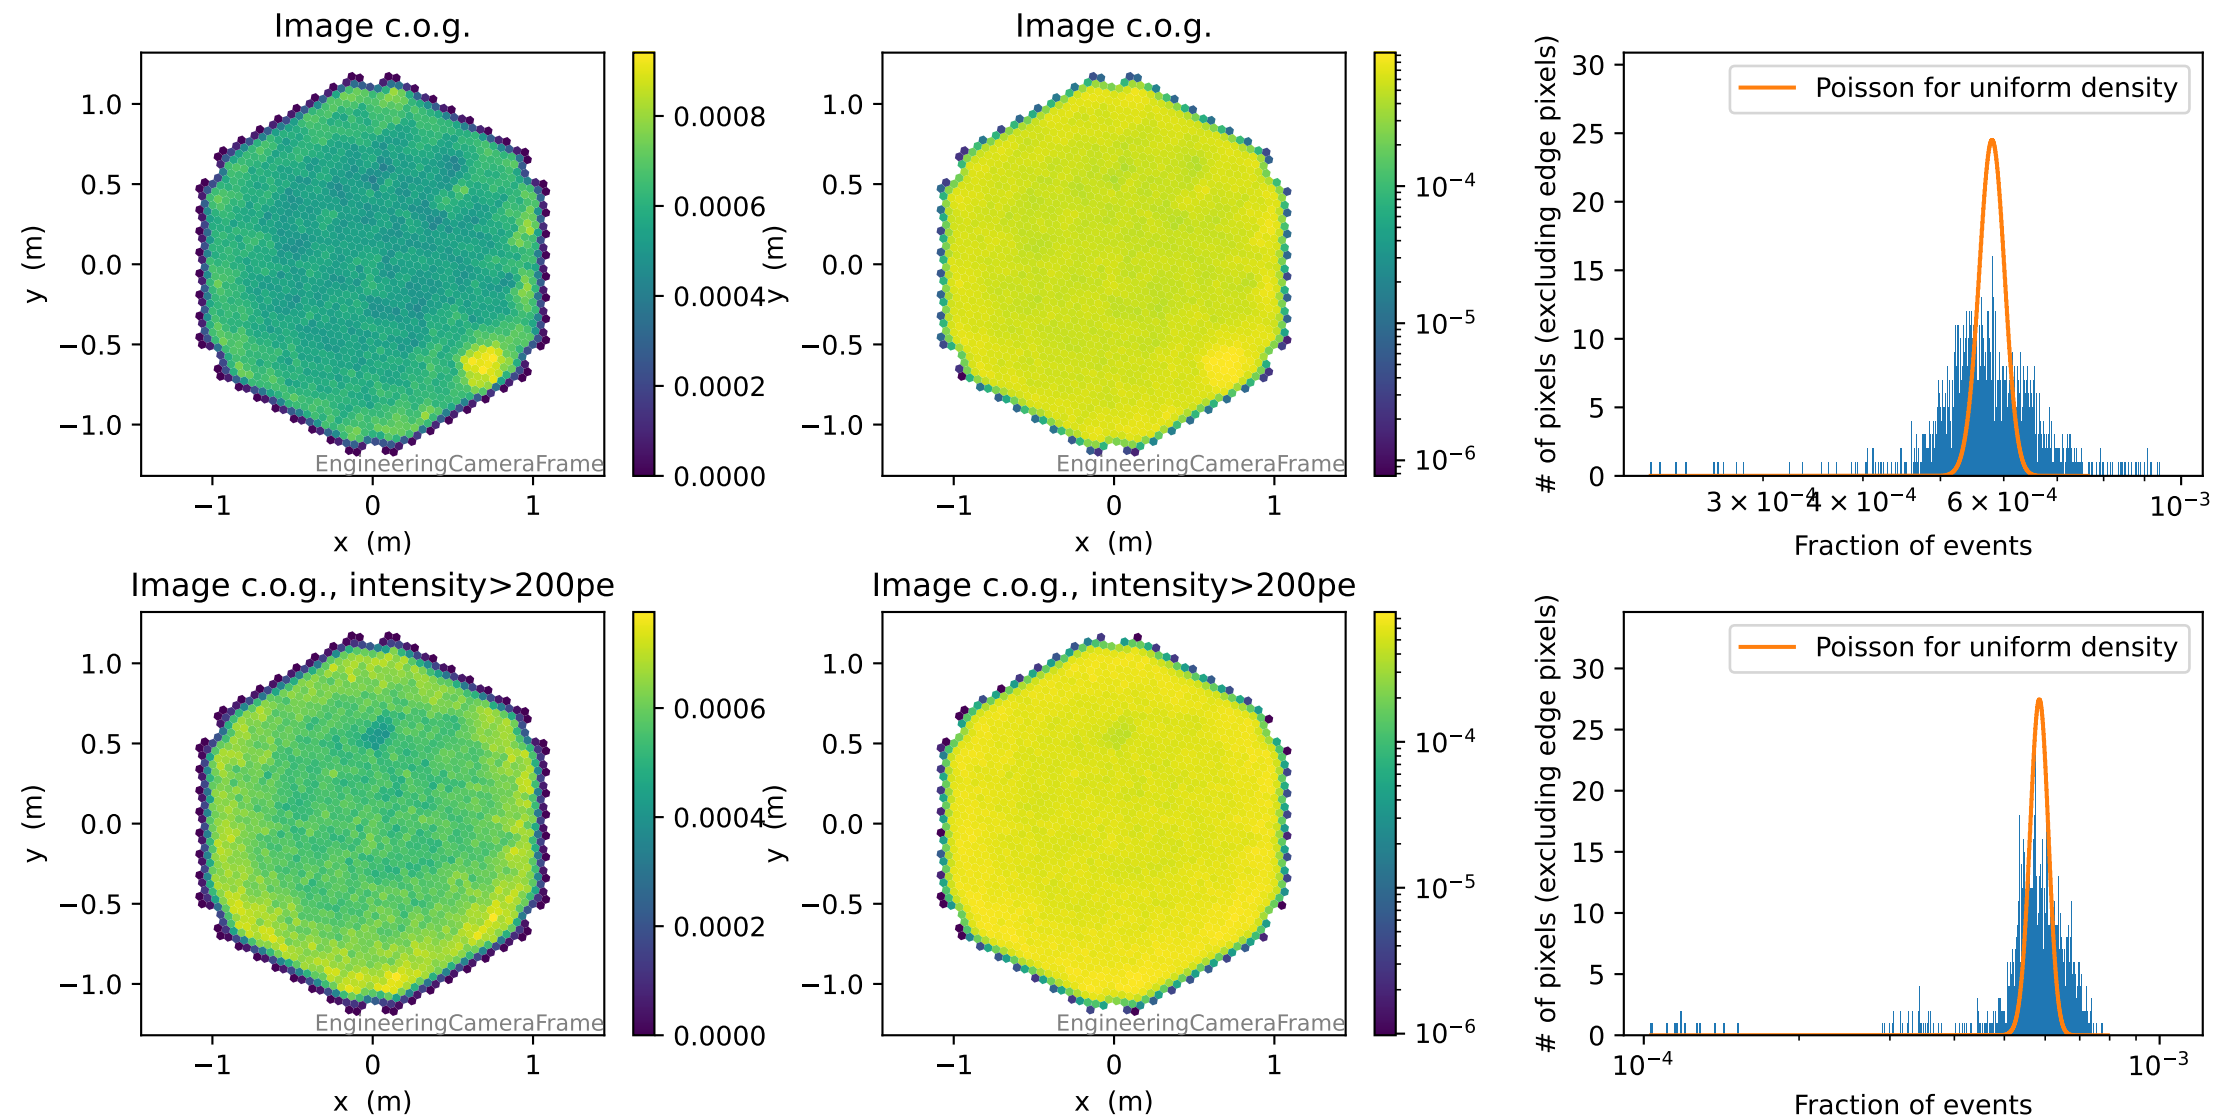 Image c.o.g.
y (m)
1.0
0.5
0.0
−0.5
−1.0
−1
0
1
x (m)
EngineeringCameraFrame
0.0008
0.0006
0.0004
0.0002
0.0000
Image c.o.g.
y (m)
1.0
0.5
0.0
−0.5
−1.0
−1
0
1
x (m)
EngineeringCameraFrame
10⁻⁴
10⁻⁵
10⁻⁶
# of pixels (excluding edge pixels)
30
25
20
15
10
5
0
Poisson for uniform density
3 × 10⁻⁴
4 × 10⁻⁴
6 × 10⁻⁴
10⁻³
Fraction of events
Image c.o.g., intensity>200pe
y (m)
1.0
0.5
0.0
−0.5
−1.0
−1
0
1
x (m)
EngineeringCameraFrame
0.0006
0.0004
0.0002
0.0000
Image c.o.g., intensity>200pe
y (m)
1.0
0.5
0.0
−0.5
−1.0
−1
0
1
x (m)
EngineeringCameraFrame
10⁻⁴
10⁻⁵
10⁻⁶
# of pixels (excluding edge pixels)
30
25
20
15
10
5
0
Poisson for uniform density
10⁻⁴
10⁻³
Fraction of events